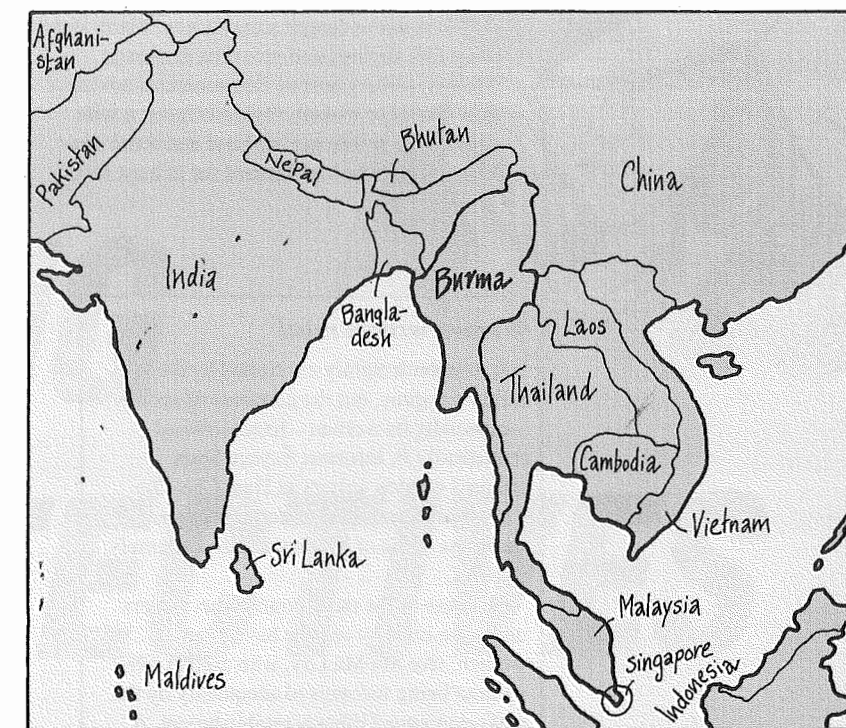 Afghani-
stan
Pakistan
Nepal
Bhutan
China
India
Bangla-
desh
Burma
Laos
Thailand
Cambodia
Vietnam
Sri Lanka
Malaysia
Maldives
singapore
Indonesia